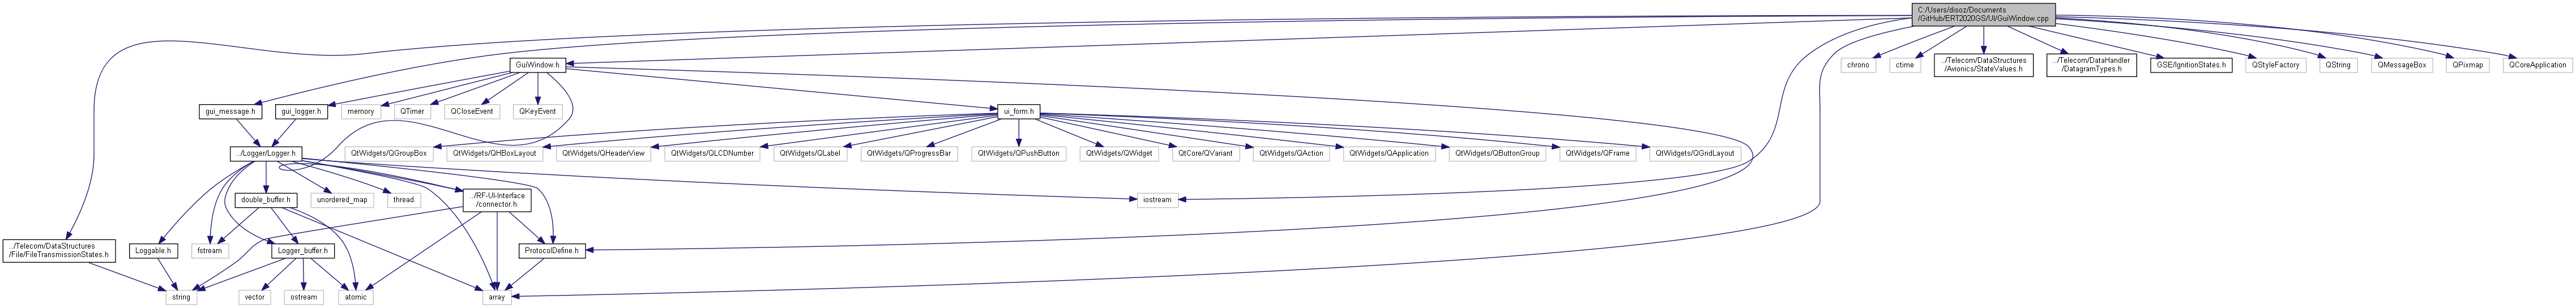 C:/Users/disoz/Documents
/GitHub/ERT2020GS/UI/GuiWindow.cpp
GuiWindow.h
chrono
ctime
../Telecom/DataStructures
/Avionics/StateValues.h
../Telecom/DataHandler
/DatagramTypes.h
GSE/IgnitionStates.h
QStyleFactory
QString
QMessageBox
QPixmap
QCoreApplication
gui_message.h
gui_logger.h
memory
QTimer
QCloseEvent
QKeyEvent
ui_form.h
../Logger/Logger.h
QtWidgets/QGroupBox
QtWidgets/QHBoxLayout
QtWidgets/QHeaderView
QtWidgets/QLCDNumber
QtWidgets/QLabel
QtWidgets/QProgressBar
QtWidgets/QPushButton
QtWidgets/QWidget
QtCore/QVariant
QtWidgets/QAction
QtWidgets/QApplication
QtWidgets/QButtonGroup
QtWidgets/QFrame
QtWidgets/QGridLayout
double_buffer.h
unordered_map
thread
../RF-UI-Interface
/connector.h
iostream
../Telecom/DataStructures
/File/FileTransmissionStates.h
Loggable.h
fstream
Logger_buffer.h
ProtocolDefine.h
string
vector
ostream
atomic
array